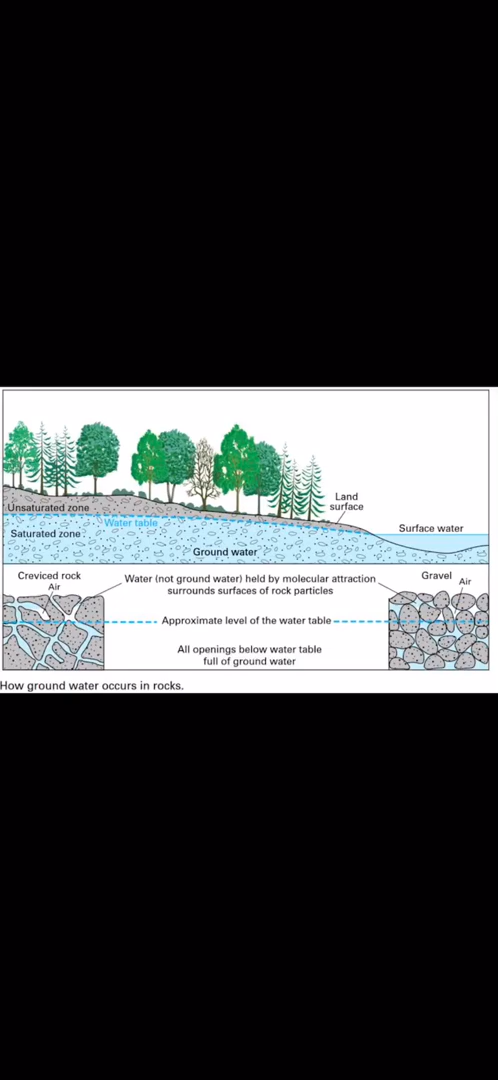 Land
surface
Unsaturated zone
Water table
Surface water
Saturated zone
Ground water
Creviced rock
Air
Water (not ground water) held by molecular attraction
surrounds surfaces of rock particles
Gravel
Air
Approximate level of the water table
All openings below water table
full of ground water
How ground water occurs in rocks.